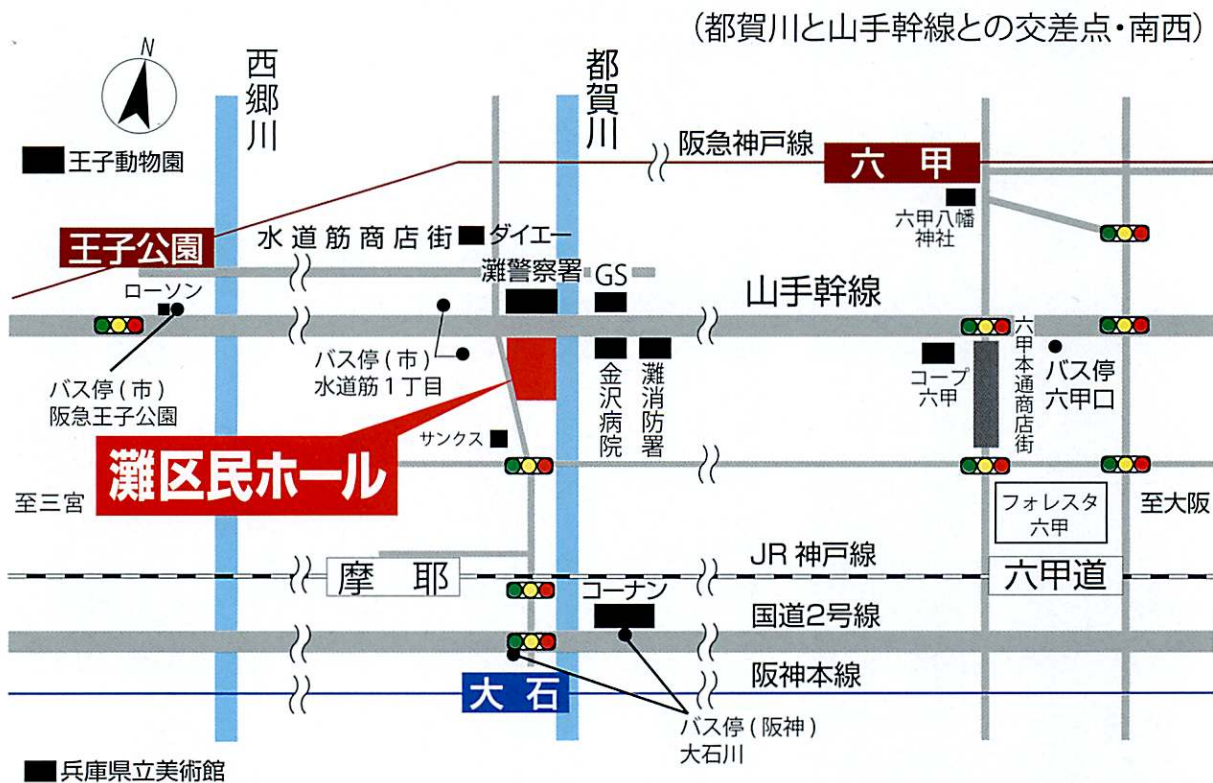 (都賀川と山手幹線との交差点・南西)
N
西郷川
都賀川
王子動物園
阪急神戸線
六甲
六甲八幡
神社
王子公園
水道筋商店街
ダイエー
灘警察署
GS
山手幹線
ローソン
バス停(市)
阪急王子公園
バス停(市)
水道筋1丁目
金沢病院
灘消防署
コープ
六甲
六甲本通商店街
バス停
六甲口
サンクス
灘区民ホール
至三宮
フォレスタ
六甲
至大阪
JR 神戸線
摩耶
六甲道
コーナン
国道2号線
阪神本線
大石
バス停(阪神)
大石川
兵庫県立美術館